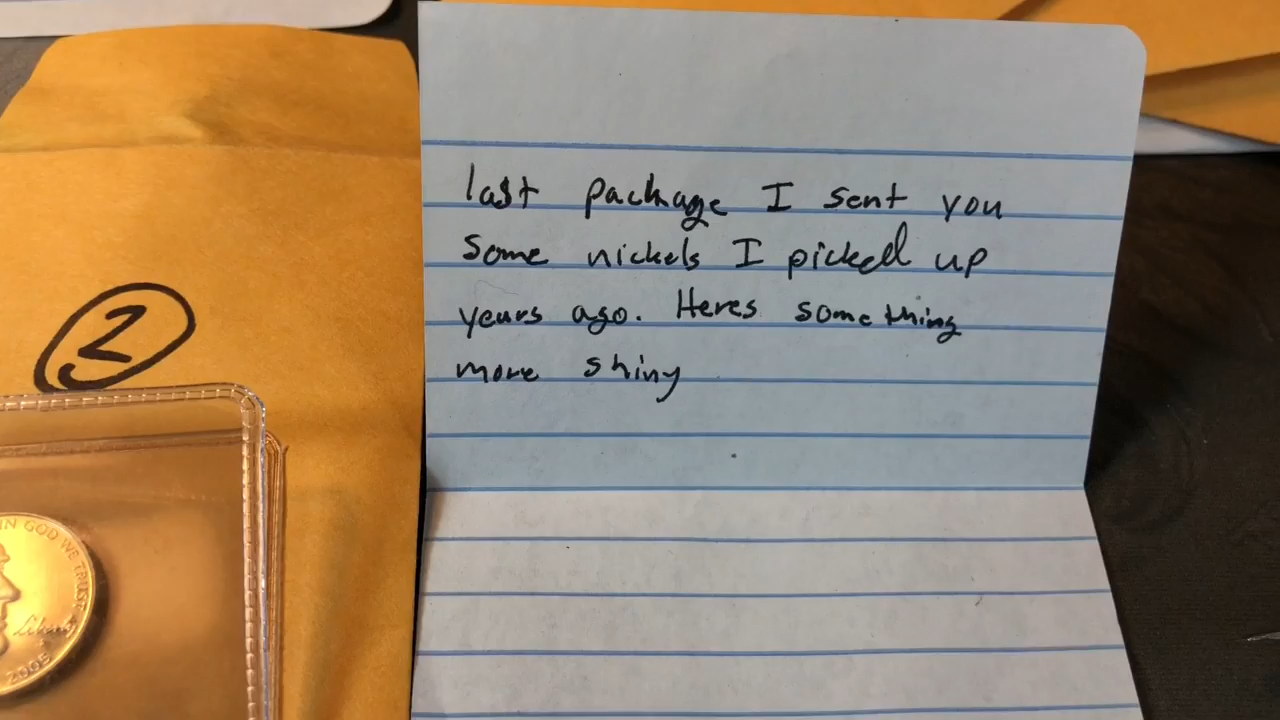 last package I sent you
some nickels I picked up
years ago. Heres something
more shiny
2
IN GOD WE TRUST
Liberty
2005